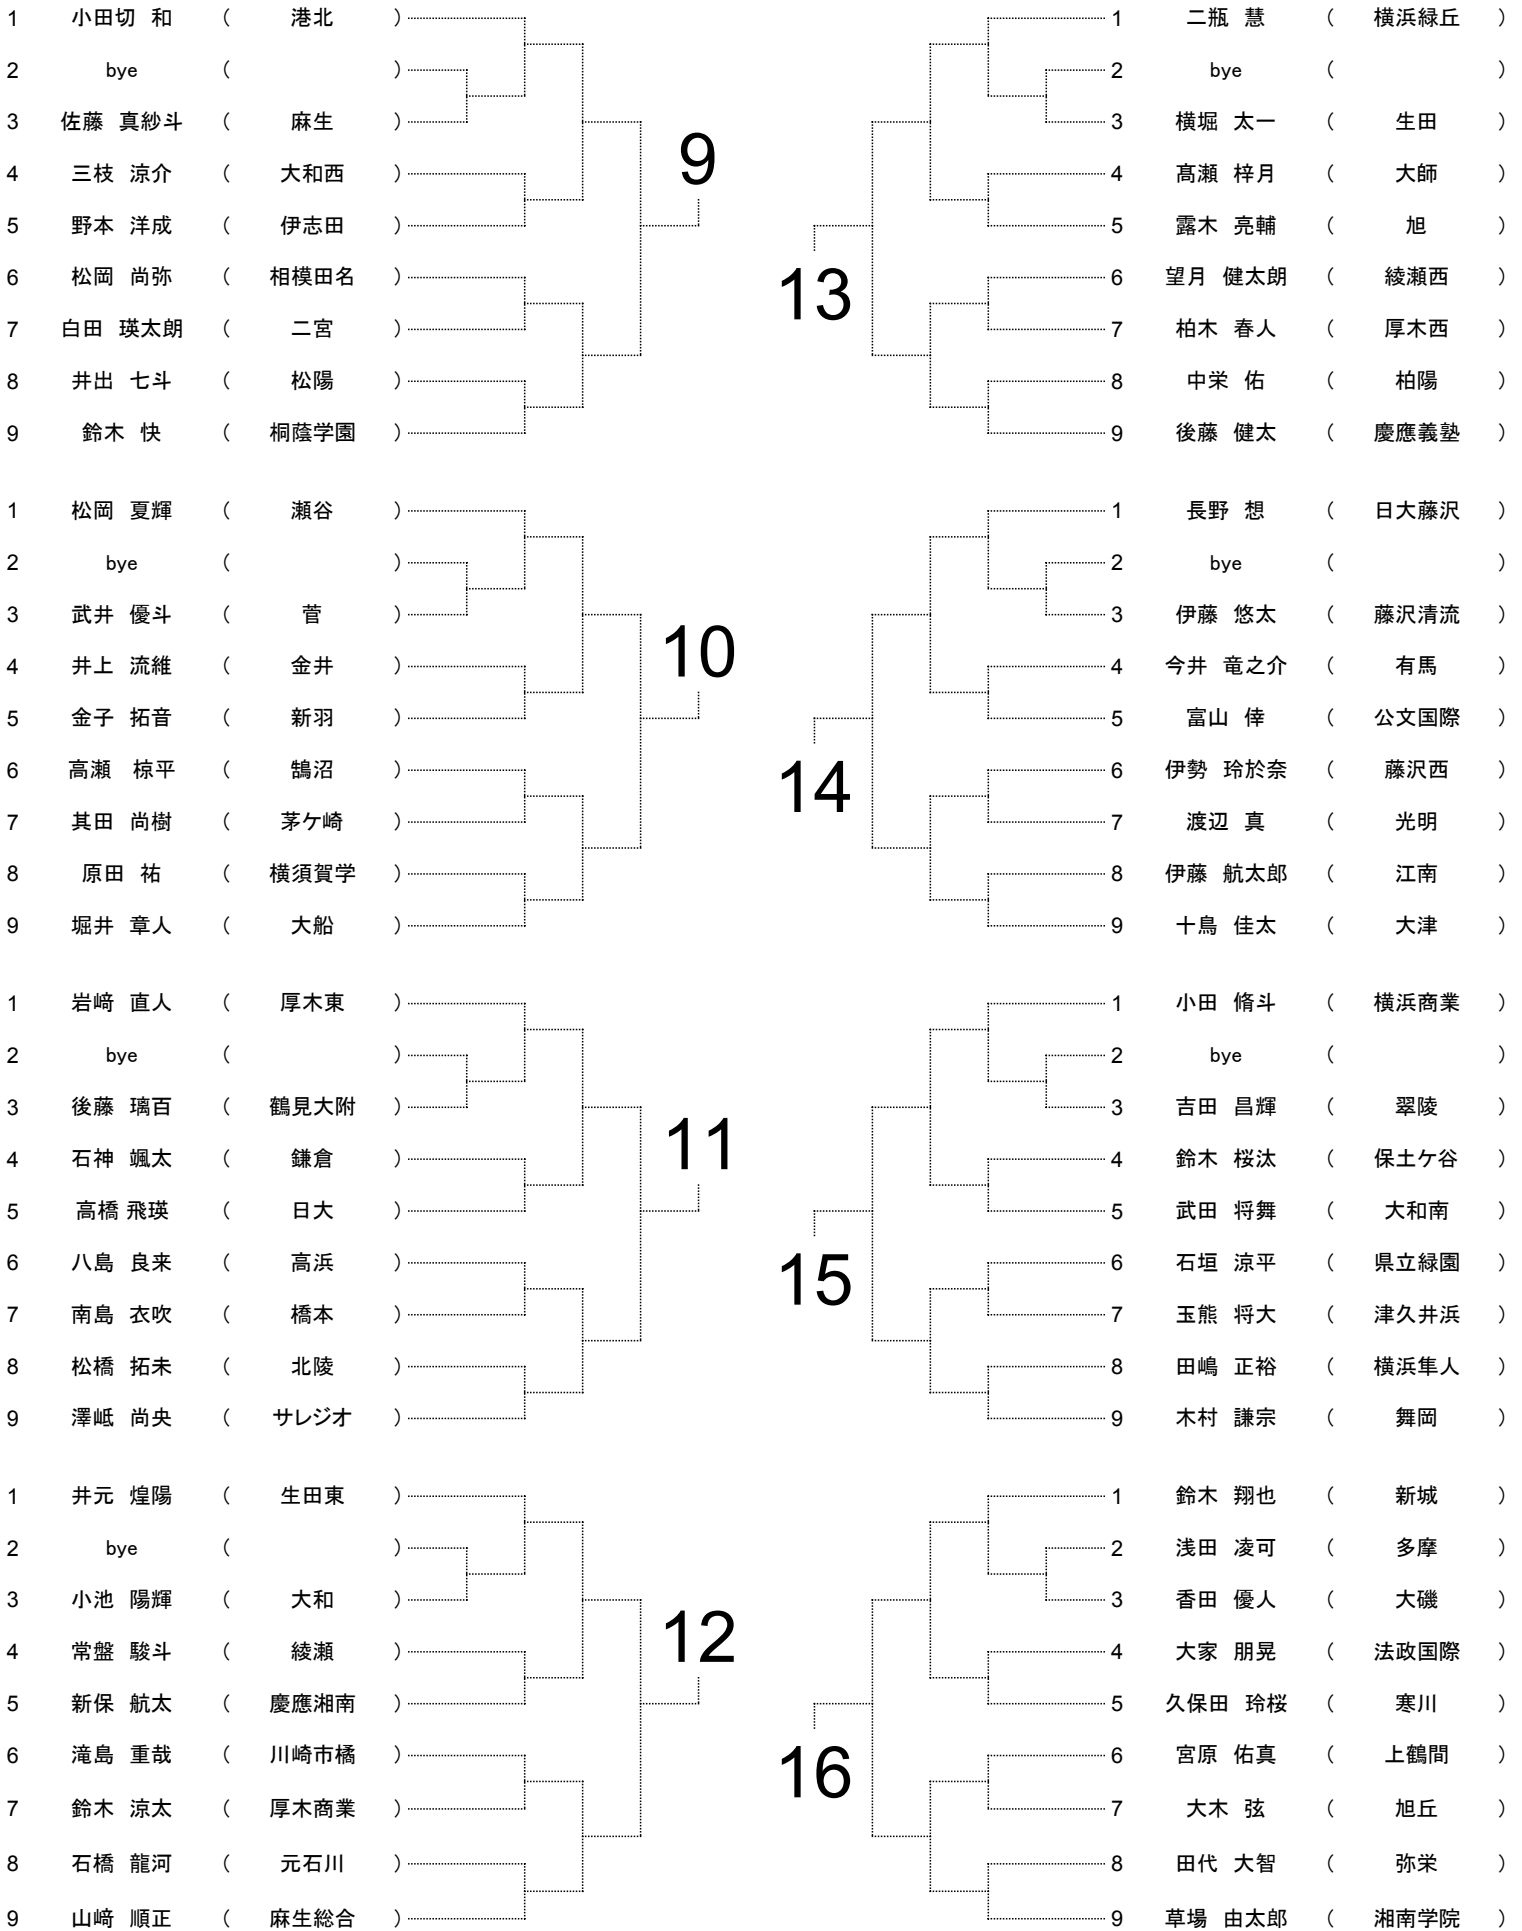 1 小田切 和 ( 港北 )
2 bye ( )
3 佐藤 真紗斗 ( 麻生 )
4 三枝 涼介 ( 大和西 )
5 野本 洋成 ( 伊志田 )
6 松岡 尚弥 ( 相模田名 )
7 白田 瑛太朗 ( 二宮 )
8 井出 七斗 ( 松陽 )
9 鈴木 快 ( 桐蔭学園 )
9
1 松岡 夏輝 ( 瀬谷 )
2 bye ( )
3 武井 優斗 ( 菅 )
4 井上 流維 ( 金井 )
5 金子 拓音 ( 新羽 )
6 高瀬 椋平 ( 鵠沼 )
7 其田 尚樹 ( 茅ケ崎 )
8 原田 祐 ( 横須賀学 )
9 堀井 章人 ( 大船 )
10
1 岩﨑 直人 ( 厚木東 )
2 bye ( )
3 後藤 璃百 ( 鶴見大附 )
4 石神 颯太 ( 鎌倉 )
5 高橋 飛瑛 ( 日大 )
6 八島 良来 ( 高浜 )
7 南島 衣吹 ( 橋本 )
8 松橋 拓未 ( 北陵 )
9 澤岻 尚央 ( サレジオ )
11
1 井元 煌陽 ( 生田東 )
2 bye ( )
3 小池 陽輝 ( 大和 )
4 常盤 駿斗 ( 綾瀬 )
5 新保 航太 ( 慶應湘南 )
6 滝島 重哉 ( 川崎市橘 )
7 鈴木 涼太 ( 厚木商業 )
8 石橋 龍河 ( 元石川 )
9 山﨑 順正 ( 麻生総合 )
12
1 二瓶 慧 ( 横浜緑丘 )
2 bye ( )
3 横堀 太一 ( 生田 )
4 髙瀬 梓月 ( 大師 )
5 露木 亮輔 ( 旭 )
6 望月 健太朗 ( 綾瀬西 )
7 柏木 春人 ( 厚木西 )
8 中栄 佑 ( 柏陽 )
9 後藤 健太 ( 慶應義塾 )
13
1 長野 想 ( 日大藤沢 )
2 bye ( )
3 伊藤 悠太 ( 藤沢清流 )
4 今井 竜之介 ( 有馬 )
5 富山 倖 ( 公文国際 )
6 伊勢 玲於奈 ( 藤沢西 )
7 渡辺 真 ( 光明 )
8 伊藤 航太郎 ( 江南 )
9 十鳥 佳太 ( 大津 )
14
1 小田 脩斗 ( 横浜商業 )
2 bye ( )
3 吉田 昌輝 ( 翠陵 )
4 鈴木 桜汰 ( 保土ケ谷 )
5 武田 将舞 ( 大和南 )
6 石垣 涼平 ( 県立緑園 )
7 玉熊 将大 ( 津久井浜 )
8 田嶋 正裕 ( 横浜隼人 )
9 木村 謙宗 ( 舞岡 )
15
1 鈴木 翔也 ( 新城 )
2 浅田 凌可 ( 多摩 )
3 香田 優人 ( 大磯 )
4 大家 朋晃 ( 法政国際 )
5 久保田 玲桜 ( 寒川 )
6 宮原 佑真 ( 上鶴間 )
7 大木 弦 ( 旭丘 )
8 田代 大智 ( 弥栄 )
9 草場 由太郎 ( 湘南学院 )
16